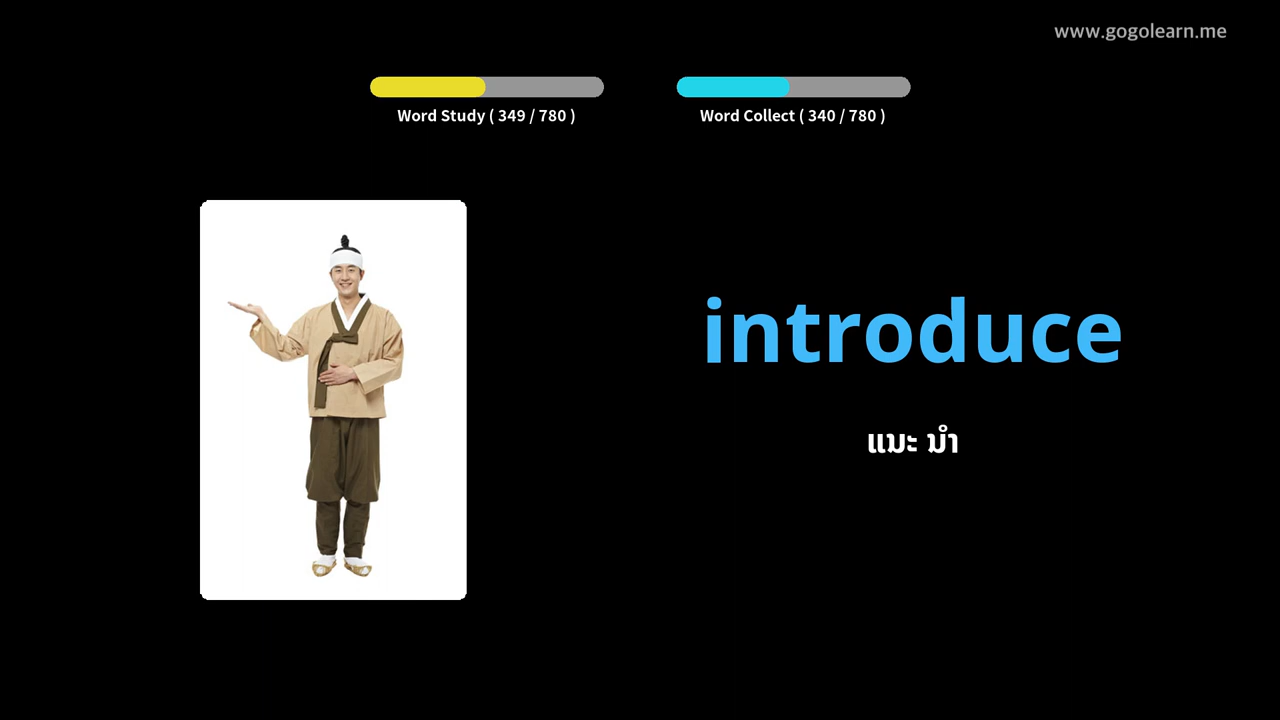 www.gogolearn.me
Word Study ( 349 / 780 )
Word Collect ( 340 / 780 )
introduce
ແນະ ນຳ